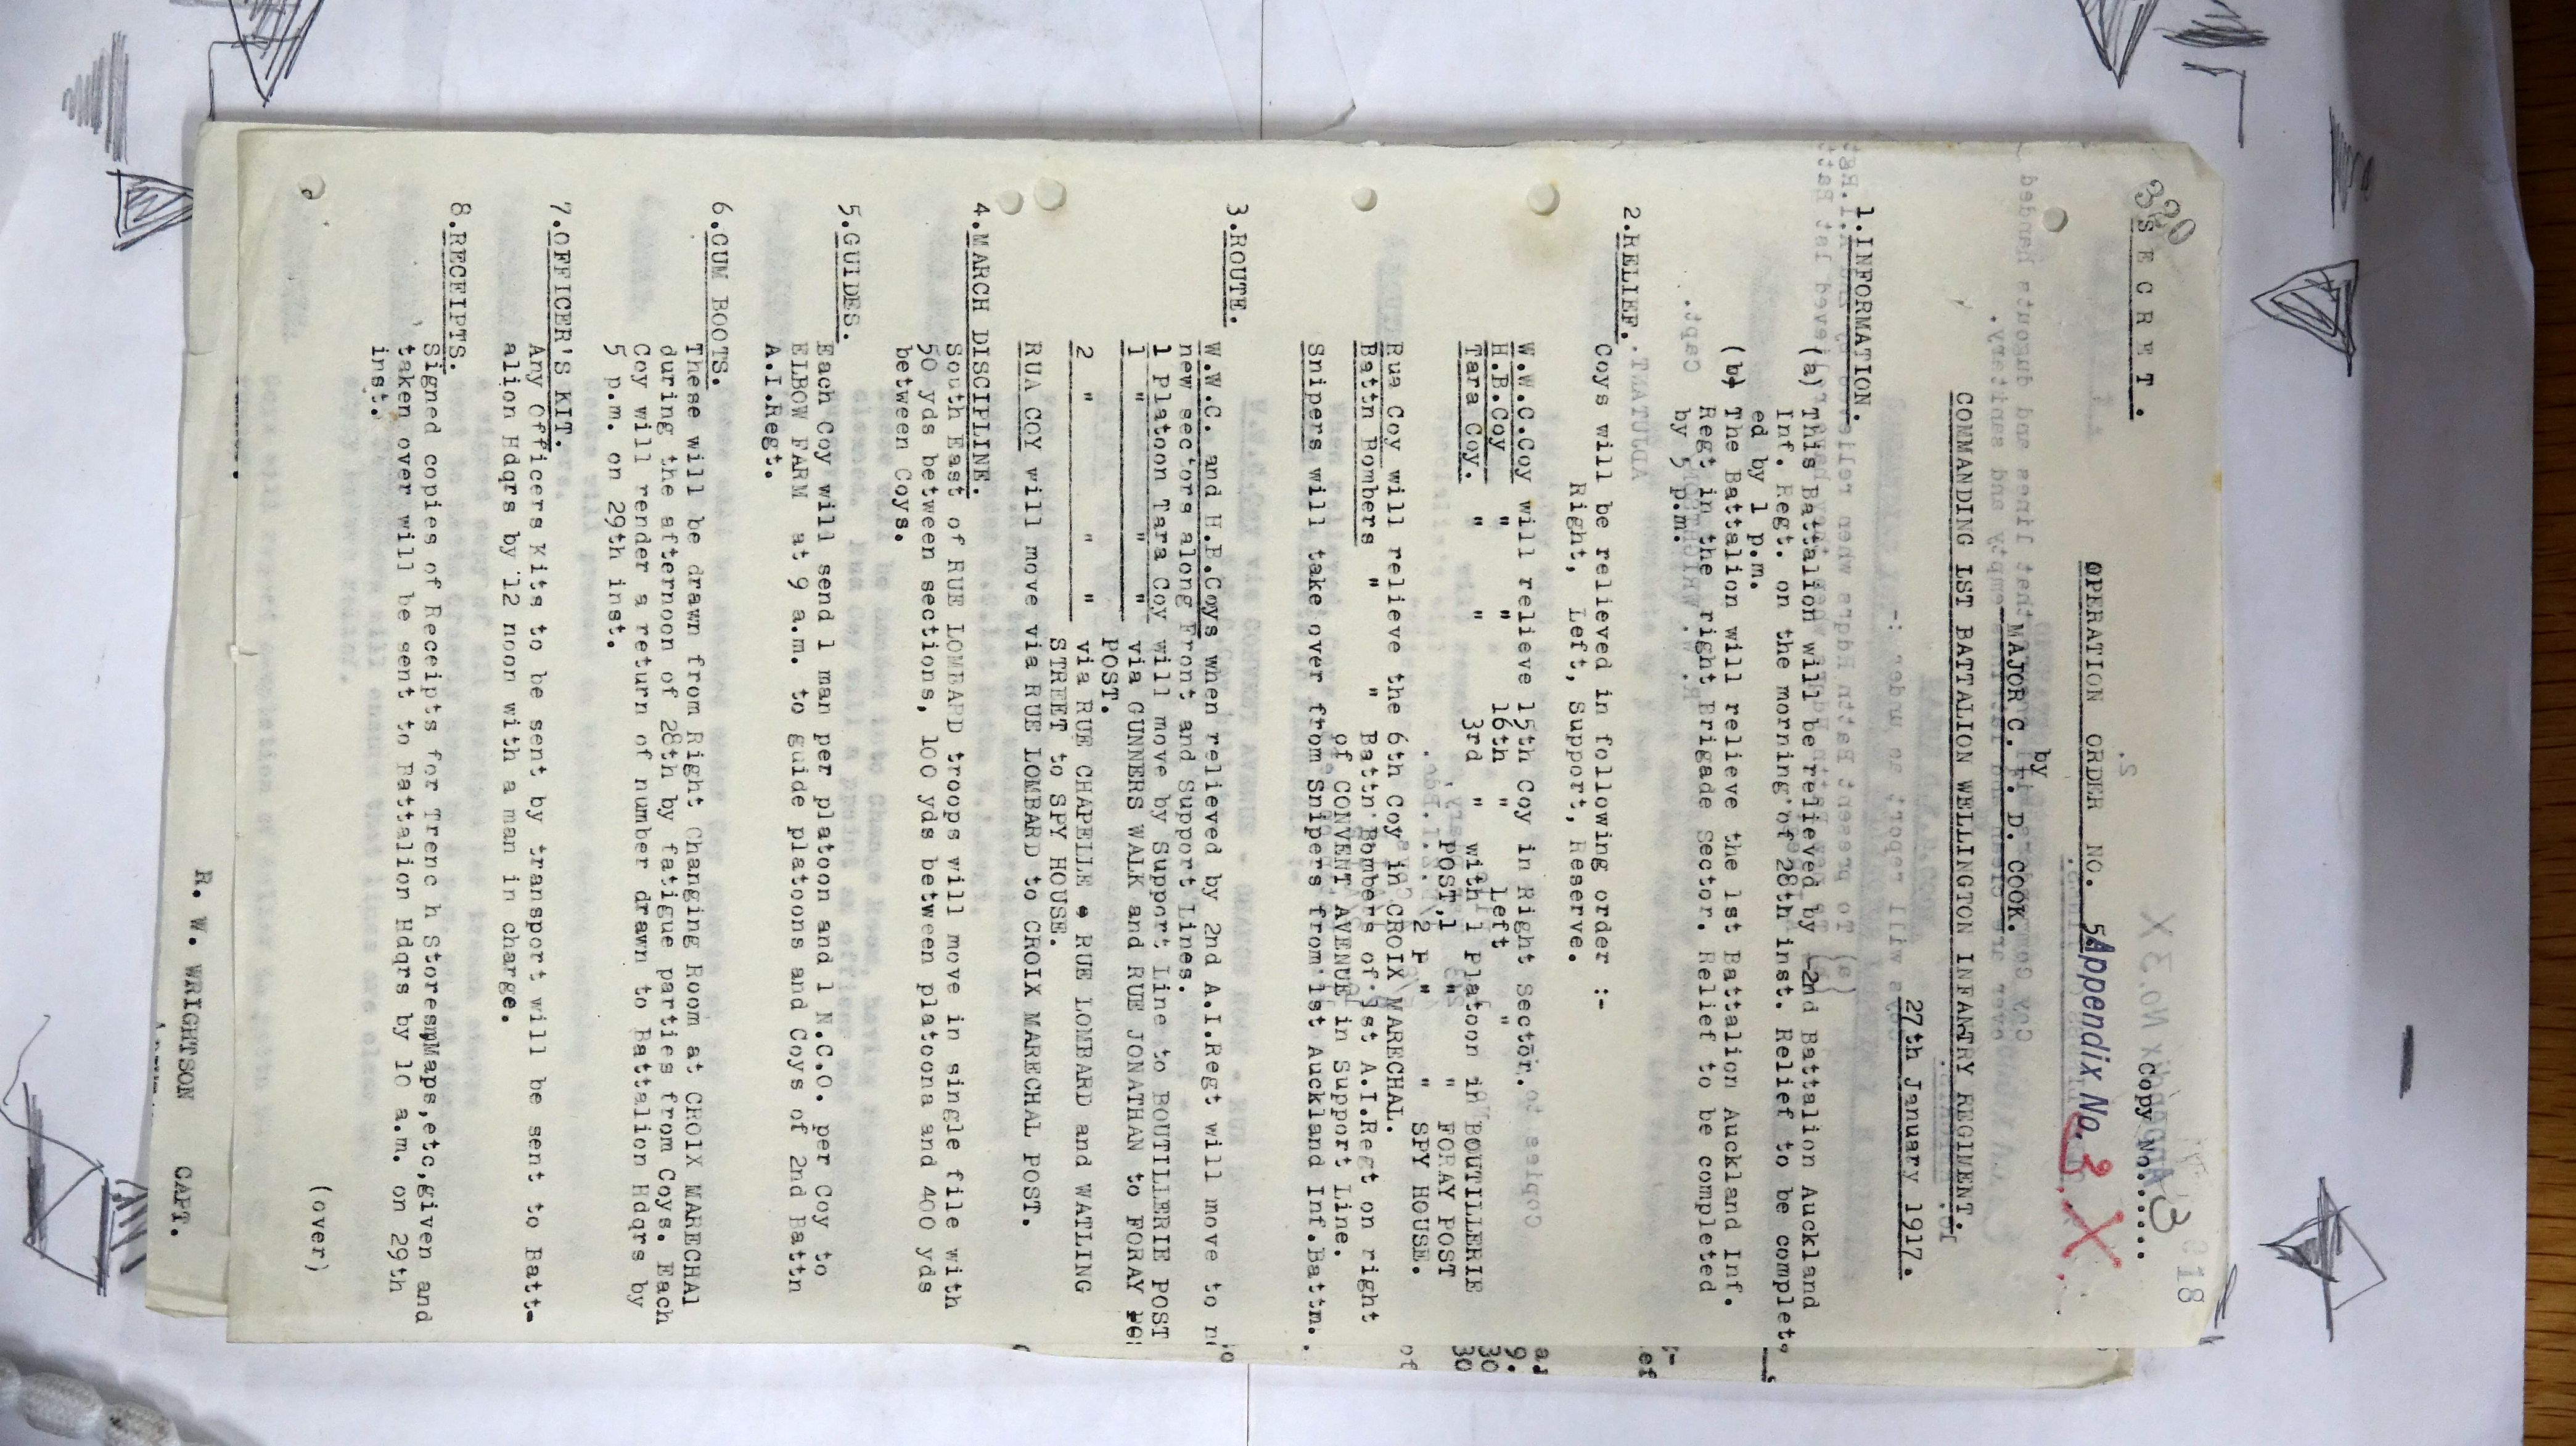 330
S E C R E T.
Copy No. 3
OPERATION ORDER NO. 5. Appendix No. 3 X
by
MAJOR C. F. D. COOK.
COMMANDING 1ST BATTALION WELLINGTON INFANTRY REGIMENT.
27th January 1917.
1.INFORMATION.
(a) This Battalion will be relieved by 2nd Battalion Auckland
Inf. Regt. on the morning of 28th inst. Relief to be complet-
ed by 1 p.m.
(b) The Battalion will relieve the 1st Battalion Auckland Inf.
Regt in the right Brigade Sector. Relief to be completed
by 5 p.m.
2.RELIEF.
Coys will be relieved in following order :-
Right, Left, Support, Reserve.
W.W.C.Coy will relieve 15th Coy in Right Sector.
H.B.Coy " " 16th " " Left "
Tara Coy. " " 3rd " with 1 Platoon in BOUTILLERIE
POST,1 " " FORAY POST
2 P " " SPY HOUSE.
Rua Coy will relieve the 6th Coy in CROIX MARECHAL.
Battn Bombers " " Battn Bombers of 1st A.I.Regt on right
of CONVENT AVENUE in Support Line.
Snipers will take over from Snipers from 1st Auckland Inf.Battn.
3.ROUTE.
W.W.C. and H.B.Coys when relieved by 2nd A.I.Regt will move to
new sectors along Front and Support Lines.
1 Platoon Tara Coy will move by Support Line to BOUTILLERIE POST
1 " " " via GUNNERS WALK and RUE JONATHAN to FORAY
POST.
2 " " " via RUE CHAPELLE RUE LOMBARD and WATLING
STREET to SPY HOUSE.
RUA COY will move via RUE LOMBARD to CROIX MARECHAL POST.
4.MARCH DISCIPLINE.
South East of RUE LOMBARD troops will move in single file with
50 yds between sections, 100 yds between platoons and 400 yds
between Coys.
5.GUIDES.
Each Coy will send 1 man per platoon and 1 N.C.O. per Coy to
ELBOW FARM at 9 a.m. to guide platoons and Coys of 2nd Battn
A.I.Regt.
6.GUM BOOTS.
These will be drawn from Right Changing Room at CROIX MARECHAL
during the afternoon of 28th by fatigue parties from Coys. Each
Coy will render a return of number drawn to Battalion Hdqrs by
5 p.m. on 29th inst.
7.OFFICER'S KIT.
Any Officers Kits to be sent by transport will be sent to Batt-
alion Hdqrs by 12 noon with a man in charge.
8.RECEIPTS.
Signed copies of Receipts for Trenc h Stores,Maps,etc,given and
taken over will be sent to Battalion Hdqrs by 10 a.m. on 29th
inst.
(over)
R. W. WRIGHTSON CAPT.